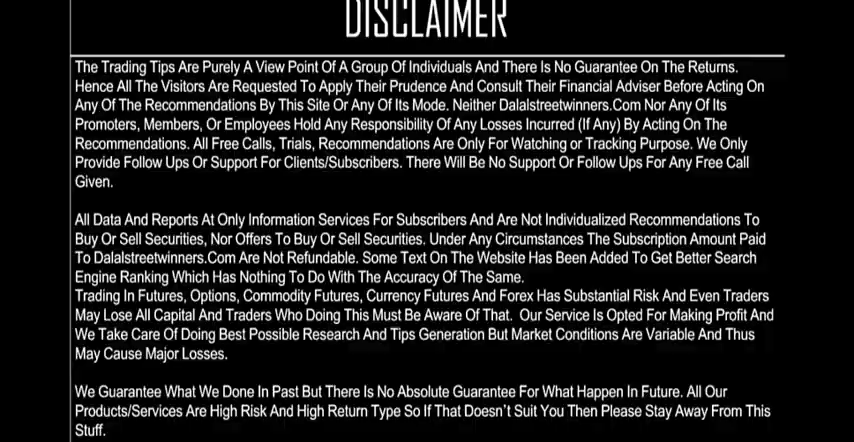 DISCLAIMER
The Trading Tips Are Purely A View Point Of A Group Of Individuals And There Is No Guarantee On The Returns.
Hence All The Visitors Are Requested To Apply Their Prudence And Consult Their Financial Adviser Before Acting On
Any Of The Recommendations By This Site Or Any Of Its Mode. Neither Dalalstreetwinners.Com Nor Any Of Its
Promoters, Members, Or Employees Hold Any Responsibility Of Any Losses Incurred (If Any) By Acting On The
Recommendations. All Free Calls, Trials, Recommendations Are Only For Watching or Tracking Purpose. We Only
Provide Follow Ups Or Support For Clients/Subscribers. There Will Be No Support Or Follow Ups For Any Free Call
Given.
All Data And Reports At Only Information Services For Subscribers And Are Not Individualized Recommendations To
Buy Or Sell Securities, Nor Offers To Buy Or Sell Securities. Under Any Circumstances The Subscription Amount Paid
To Dalalstreetwinners.Com Are Not Refundable. Some Text On The Website Has Been Added To Get Better Search
Engine Ranking Which Has Nothing To Do With The Accuracy Of The Same.
Trading In Futures, Options, Commodity Futures, Currency Futures And Forex Has Substantial Risk And Even Traders
May Lose All Capital And Traders Who Doing This Must Be Aware Of That. Our Service Is Opted For Making Profit And
We Take Care Of Doing Best Possible Research And Tips Generation But Market Conditions Are Variable And Thus
May Cause Major Losses.
We Guarantee What We Done In Past But There Is No Absolute Guarantee For What Happen In Future. All Our
Products/Services Are High Risk And High Return Type So If That Doesn't Suit You Then Please Stay Away From This
Stuff.